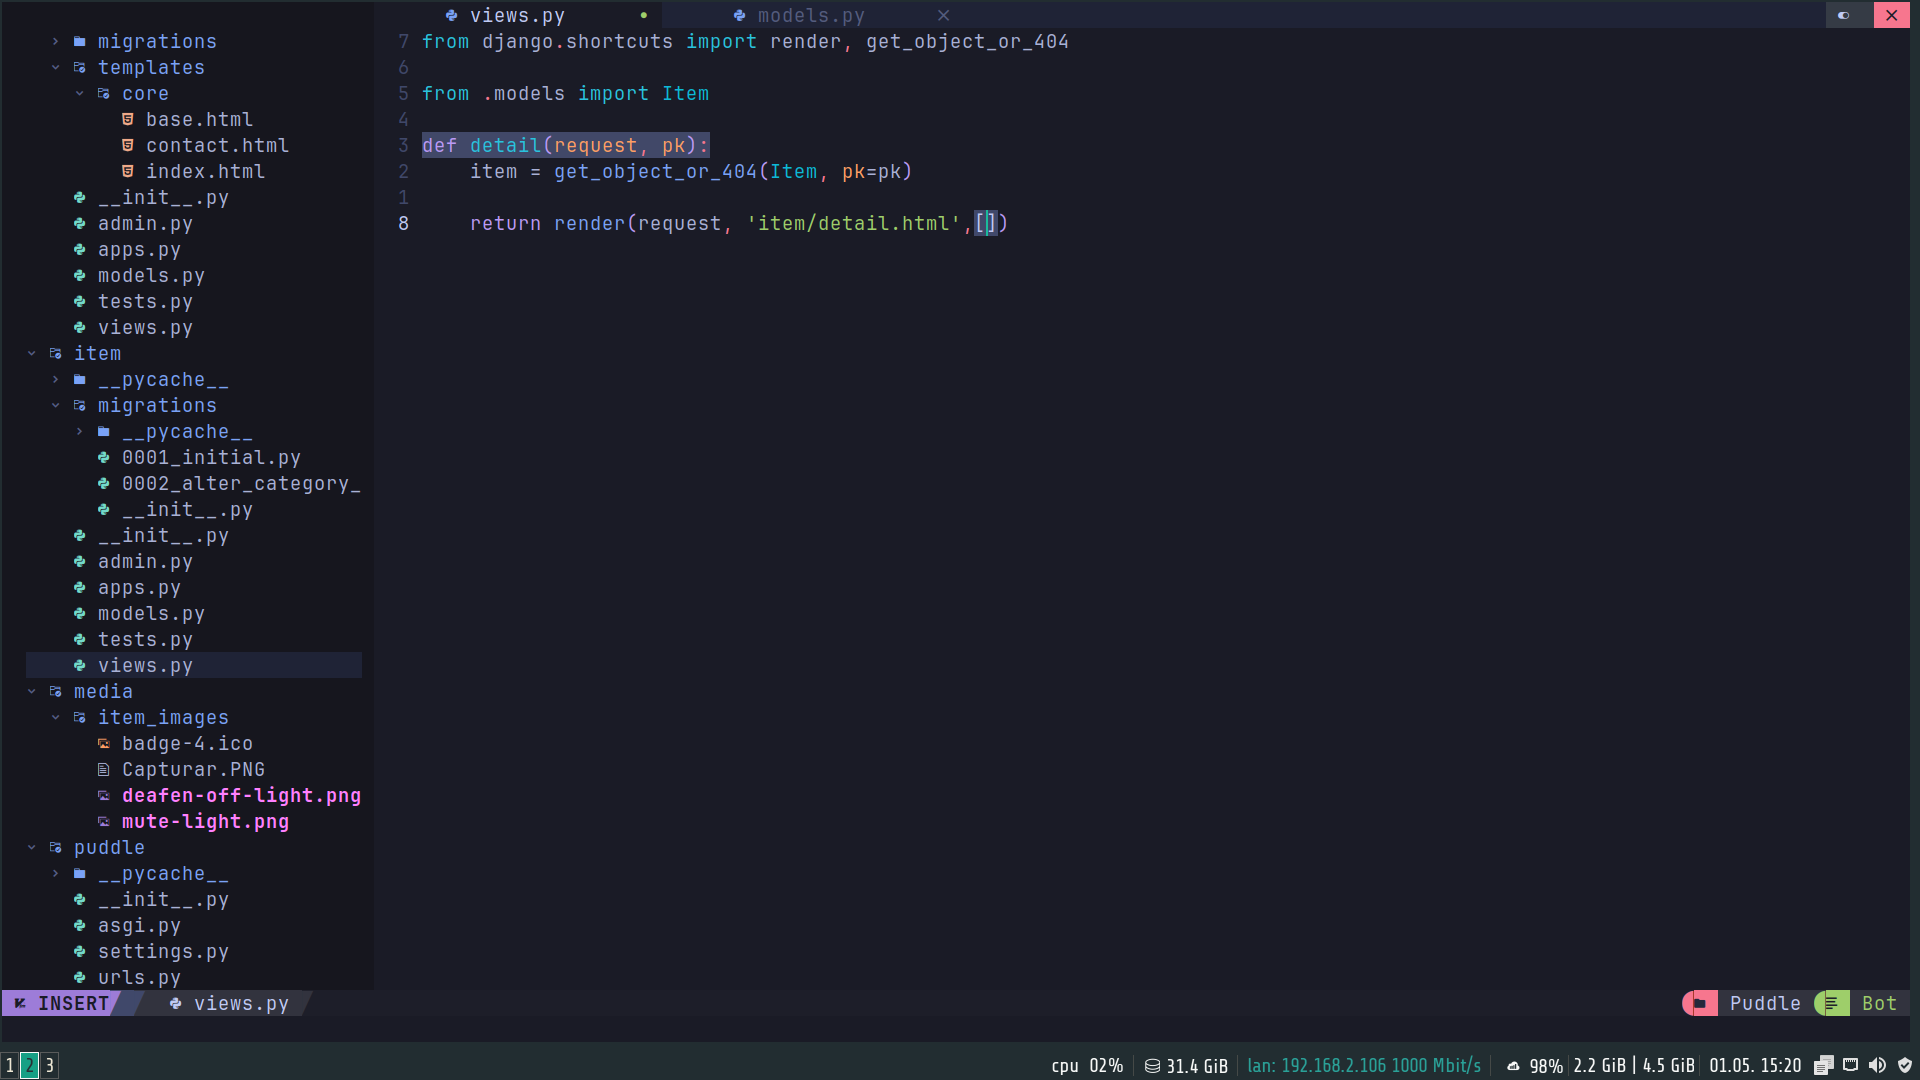 views.py
models.py
migrations
templates
core
base.html
contact.html
index.html
__init__.py
admin.py
apps.py
models.py
tests.py
views.py
item
__pycache__
migrations
__pycache__
0001_initial.py
0002_alter_category_
__init__.py
__init__.py
admin.py
apps.py
models.py
tests.py
views.py
media
item_images
badge-4.ico
Capturar.PNG
deafen-off-light.png
mute-light.png
puddle
__pycache__
__init__.py
asgi.py
settings.py
urls.py
7 from django.shortcuts import render, get_object_or_404
6
5 from .models import Item
4
3 def detail(request, pk):
2     item = get_object_or_404(Item, pk=pk)
1
8     return render(request, 'item/detail.html',[])
INSERT views.py Puddle Bot
1 2 3 cpu 02% 31.4 GiB lan: 192.168.2.106 1000 Mbit/s 98% 2.2 GiB | 4.5 GiB 01.05. 15:20